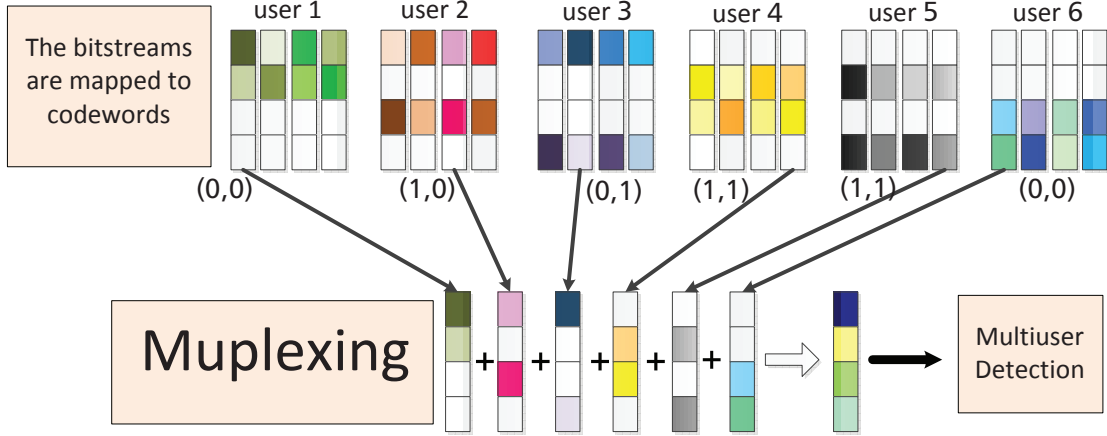 user 1
user 2
user 3
user 4
user 5
user 6
The bitstreams
are mapped to
codewords
(0,0)
(1,0)
(0,1)
(1,1)
(1,1)
(0,0)
Muplexing
+
+
+
+
+
Multiuser
Detection